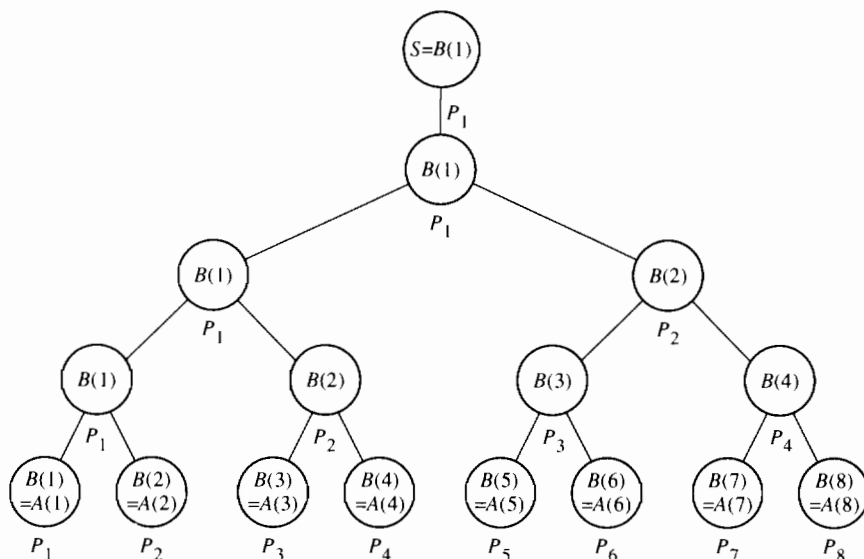 S=B(1)
P1
B(1)
P1
B(1) B(2)
P1 P2
B(1) B(2) B(3) B(4)
P1 P2 P3 P4
B(1) B(2) B(3) B(4) B(5) B(6) B(7) B(8)
=A(1) =A(2) =A(3) =A(4) =A(5) =A(6) =A(7) =A(8)
P1 P2 P3 P4 P5 P6 P7 P8